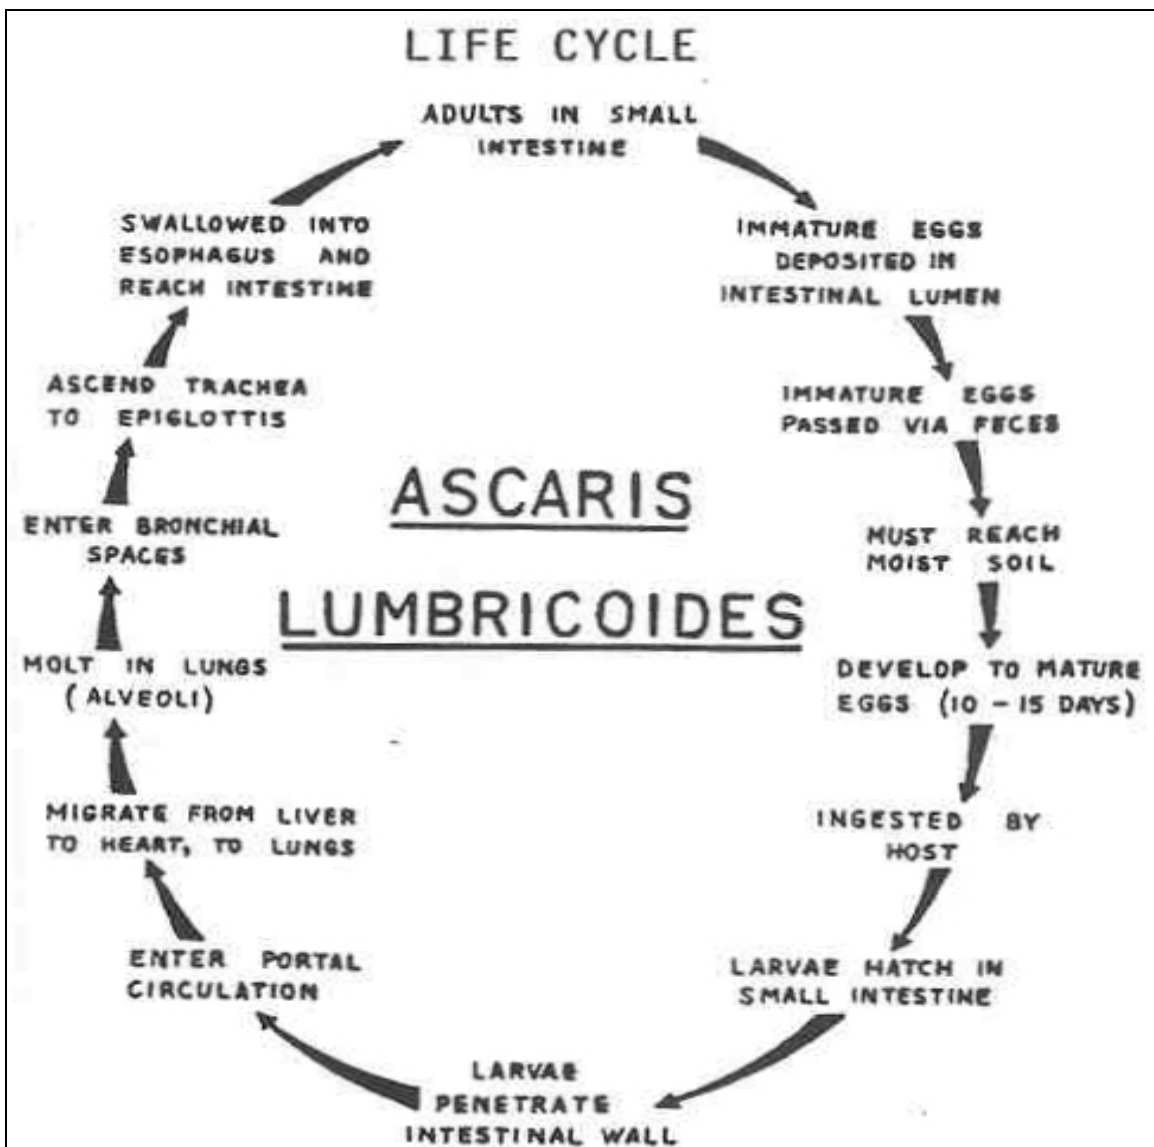 LIFE CYCLE
ADULTS IN SMALL
INTESTINE
IMMATURE EGGS
DEPOSITED IN
INTESTINAL LUMEN
IMMATURE EGGS
PASSED VIA FECES
MUST REACH
MOIST SOIL
DEVELOP TO MATURE
EGGS (10 - 15 DAYS)
INGESTED BY
HOST
LARVAE HATCH IN
SMALL INTESTINE
LARVAE
PENETRATE
INTESTINAL WALL
ENTER PORTAL
CIRCULATION
MIGRATE FROM LIVER
TO HEART, TO LUNGS
MOLT IN LUNGS
(ALVEOLI)
ENTER BRONCHIAL
SPACES
ASCEND TRACHEA
TO EPIGLOTTIS
SWALLOWED INTO
ESOPHAGUS AND
REACH INTESTINE
ASCARIS
LUMBRICOIDES